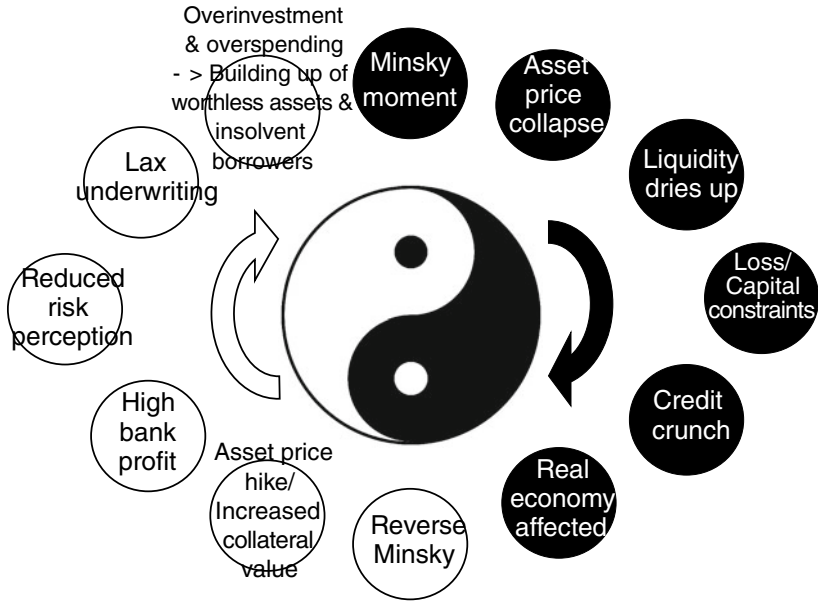 Overinvestment
& overspending
- > Building up of
worthless assets &
insolvent
borrowers
Minsky
moment
Asset
price
collapse
Liquidity
dries up
Loss/
Capital
constraints
Credit
crunch
Real
economy
affected
Reverse
Minsky
Asset price
hike/
Increased
collateral
value
High
bank
profit
Reduced
risk
perception
Lax
underwriting